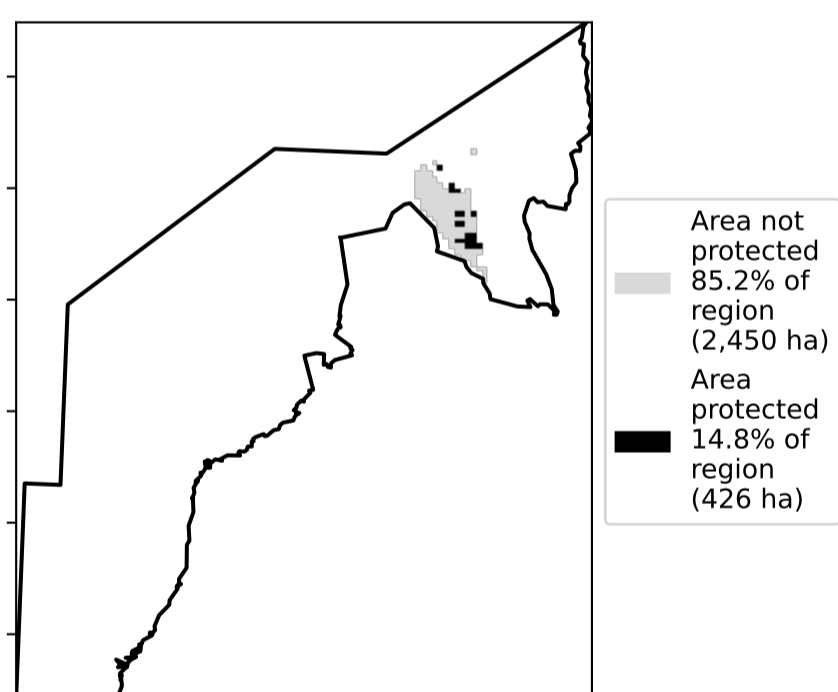 Area not
protected
85.2% of
region
(2,450 ha)
Area
protected
14.8% of
region
(426 ha)